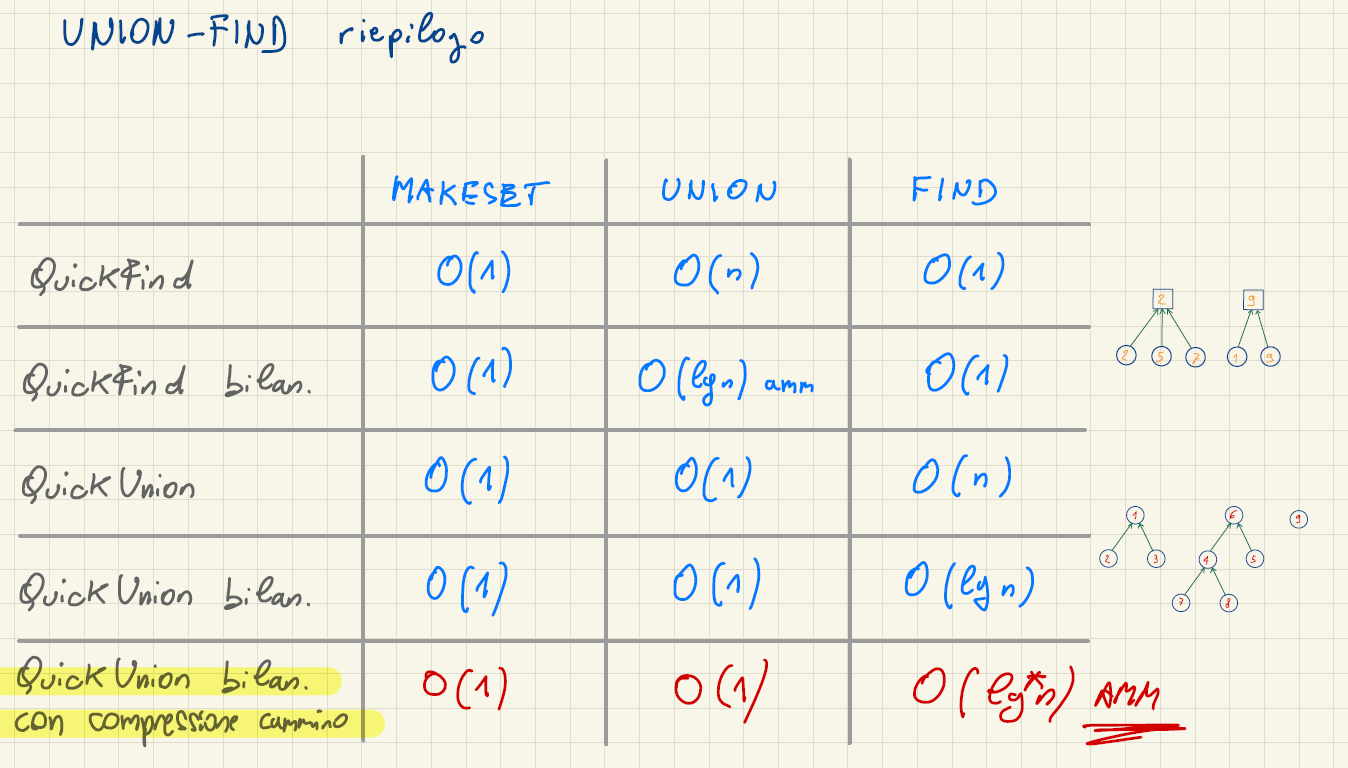 UNION-FIND riepilogo
MAKESET UNION FIND
QuickFind O(1) O(n) O(1)
QuickFind bilan. O(1) O(lg n) amm O(1)
2 9
2 5 7 1 9
QuickUnion O(1) O(1) O(n)
QuickUnion bilan. O(1) O(1) O(lg n)
1 6 9
2 3 4 5
7 8
QuickUnion bilan. O(1) O(1) O(lg*n) AMM
con compressione cammino